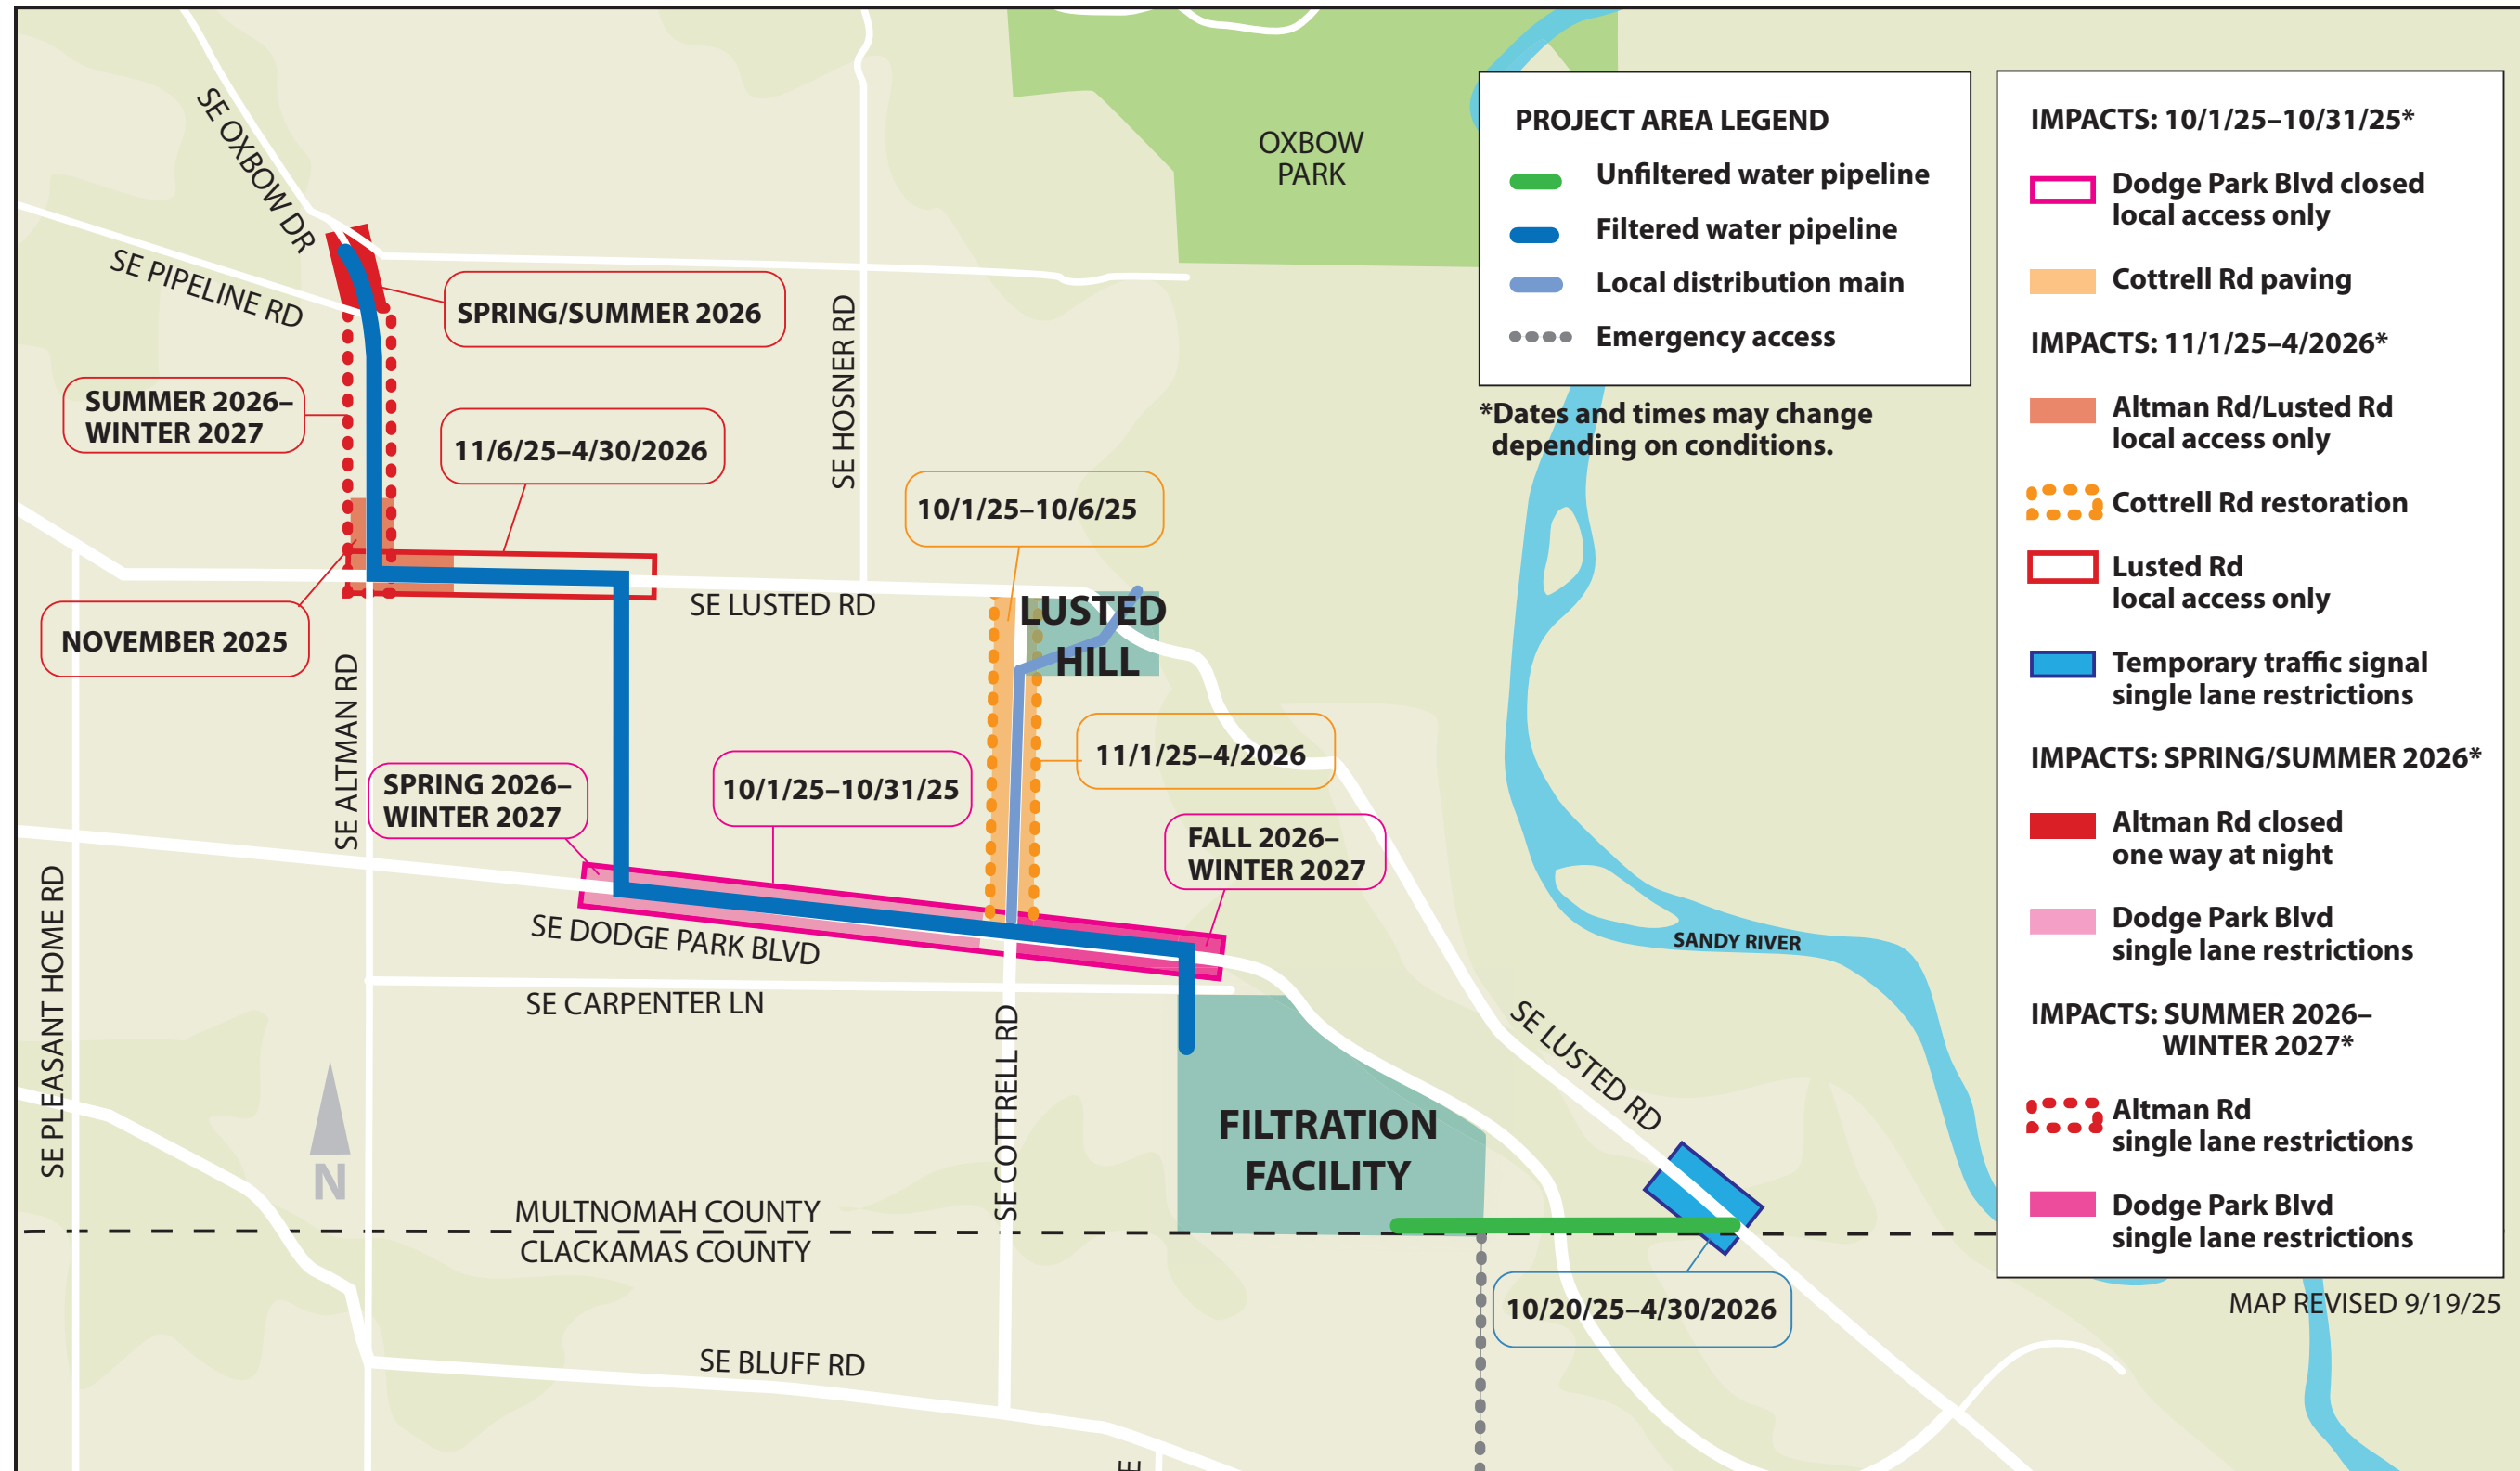 OXBOW
PARK
SE OXBOW DR
SE PIPELINE RD
SPRING/SUMMER 2026
SE HOSNER RD
SUMMER 2026–
WINTER 2027
11/6/25–4/30/2026
10/1/25–10/6/25
NOVEMBER 2025
SE LUSTED RD
LUSTED
HILL
SE ALTMAN RD
SPRING 2026–
WINTER 2027
10/1/25–10/31/25
11/1/25–4/2026
FALL 2026–
WINTER 2027
SE PLEASANT HOME RD
SE DODGE PARK BLVD
SE CARPENTER LN
SE COTTRELL RD
SE LUSTED RD
SANDY RIVER
N
FILTRATION
FACILITY
MULTNOMAH COUNTY
CLACKAMAS COUNTY
10/20/25–4/30/2026
SE BLUFF RD
E
PROJECT AREA LEGEND
Unfiltered water pipeline
Filtered water pipeline
Local distribution main
Emergency access
*Dates and times may change
depending on conditions.
IMPACTS: 10/1/25–10/31/25*
Dodge Park Blvd closed
local access only
Cottrell Rd paving
IMPACTS: 11/1/25–4/2026*
Altman Rd/Lusted Rd
local access only
Cottrell Rd restoration
Lusted Rd
local access only
Temporary traffic signal
single lane restrictions
IMPACTS: SPRING/SUMMER 2026*
Altman Rd closed
one way at night
Dodge Park Blvd
single lane restrictions
IMPACTS: SUMMER 2026–
WINTER 2027*
Altman Rd
single lane restrictions
Dodge Park Blvd
single lane restrictions
MAP REVISED 9/19/25